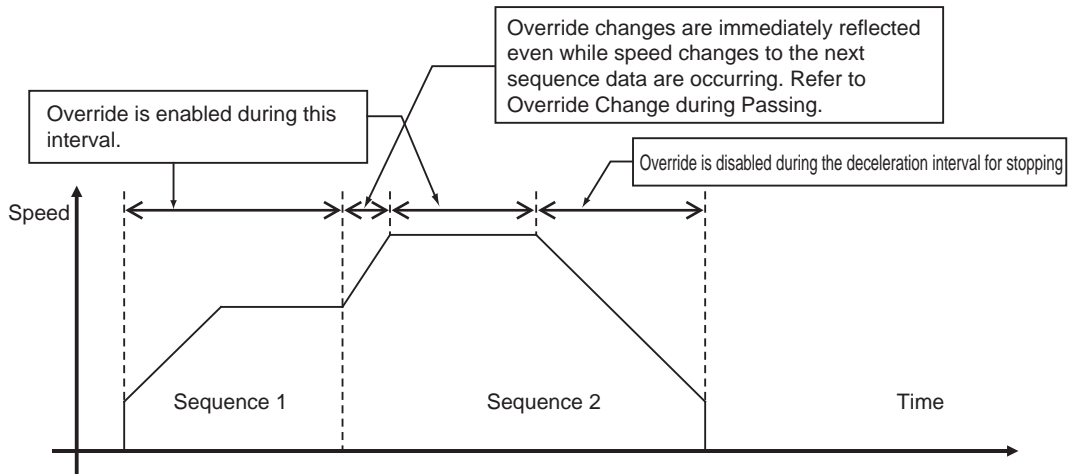 Override changes are immediately reflected
even while speed changes to the next
sequence data are occurring. Refer to
Override Change during Passing.
Override is enabled during this
interval.
Override is disabled during the deceleration interval for stopping
Speed
Sequence 1
Sequence 2
Time